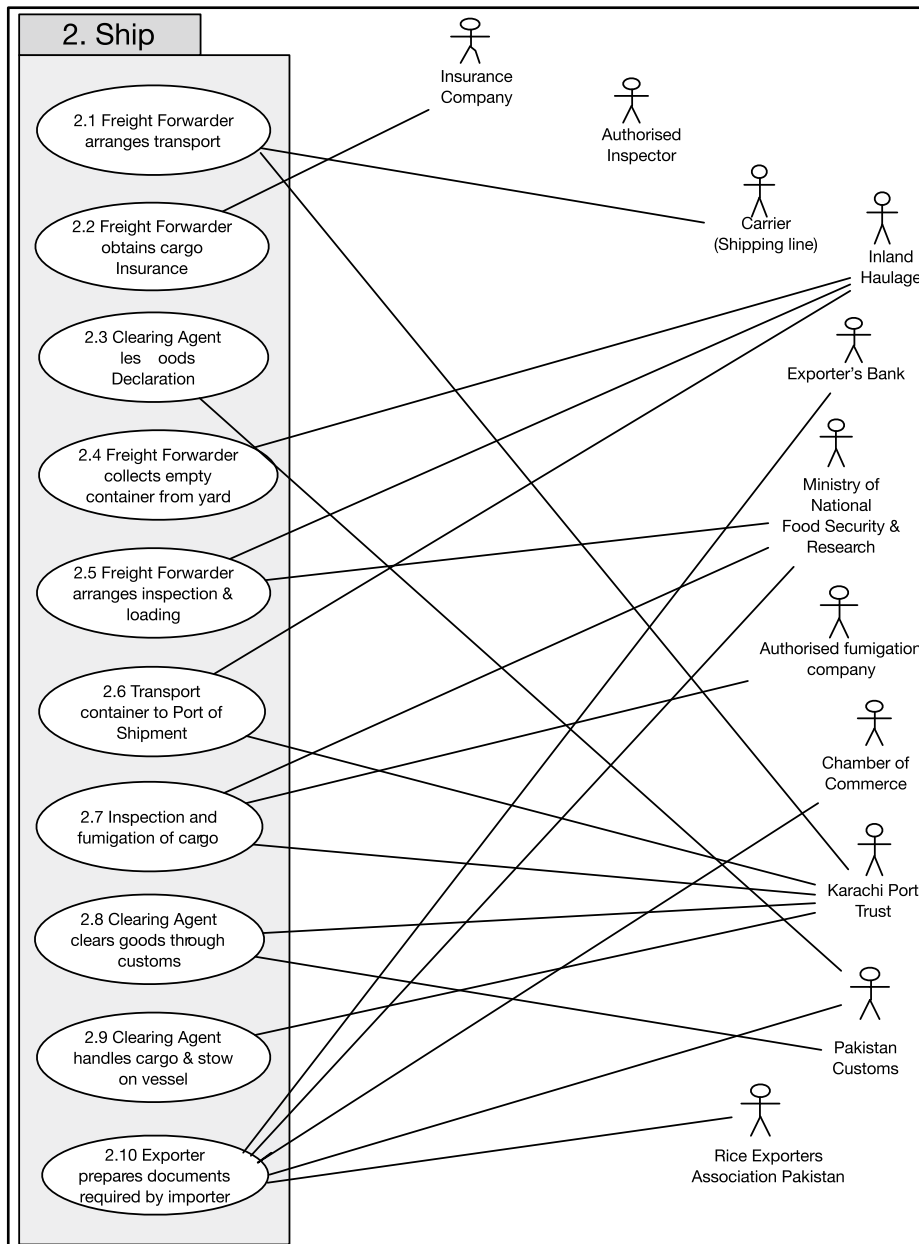 2. Ship
2.1 Freight Forwarder
arranges transport
2.2 Freight Forwarder
obtains cargo
Insurance
2.3 Clearing Agent
les oods
Declaration
2.4 Freight Forwarder
collects empty
container from yard
2.5 Freight Forwarder
arranges inspection &
loading
2.6 Transport
container to Port of
Shipment
2.7 Inspection and
fumigation of cargo
2.8 Clearing Agent
clears goods through
customs
2.9 Clearing Agent
handles cargo & stow
on vessel
2.10 Exporter
prepares documents
required by importer
Insurance
Company
Authorised
Inspector
Carrier
(Shipping line)
Inland
Haulage
Exporter's Bank
Ministry of
National
Food Security &
Research
Authorised fumigation
company
Chamber of
Commerce
Karachi Port
Trust
Pakistan
Customs
Rice Exporters
Association Pakistan